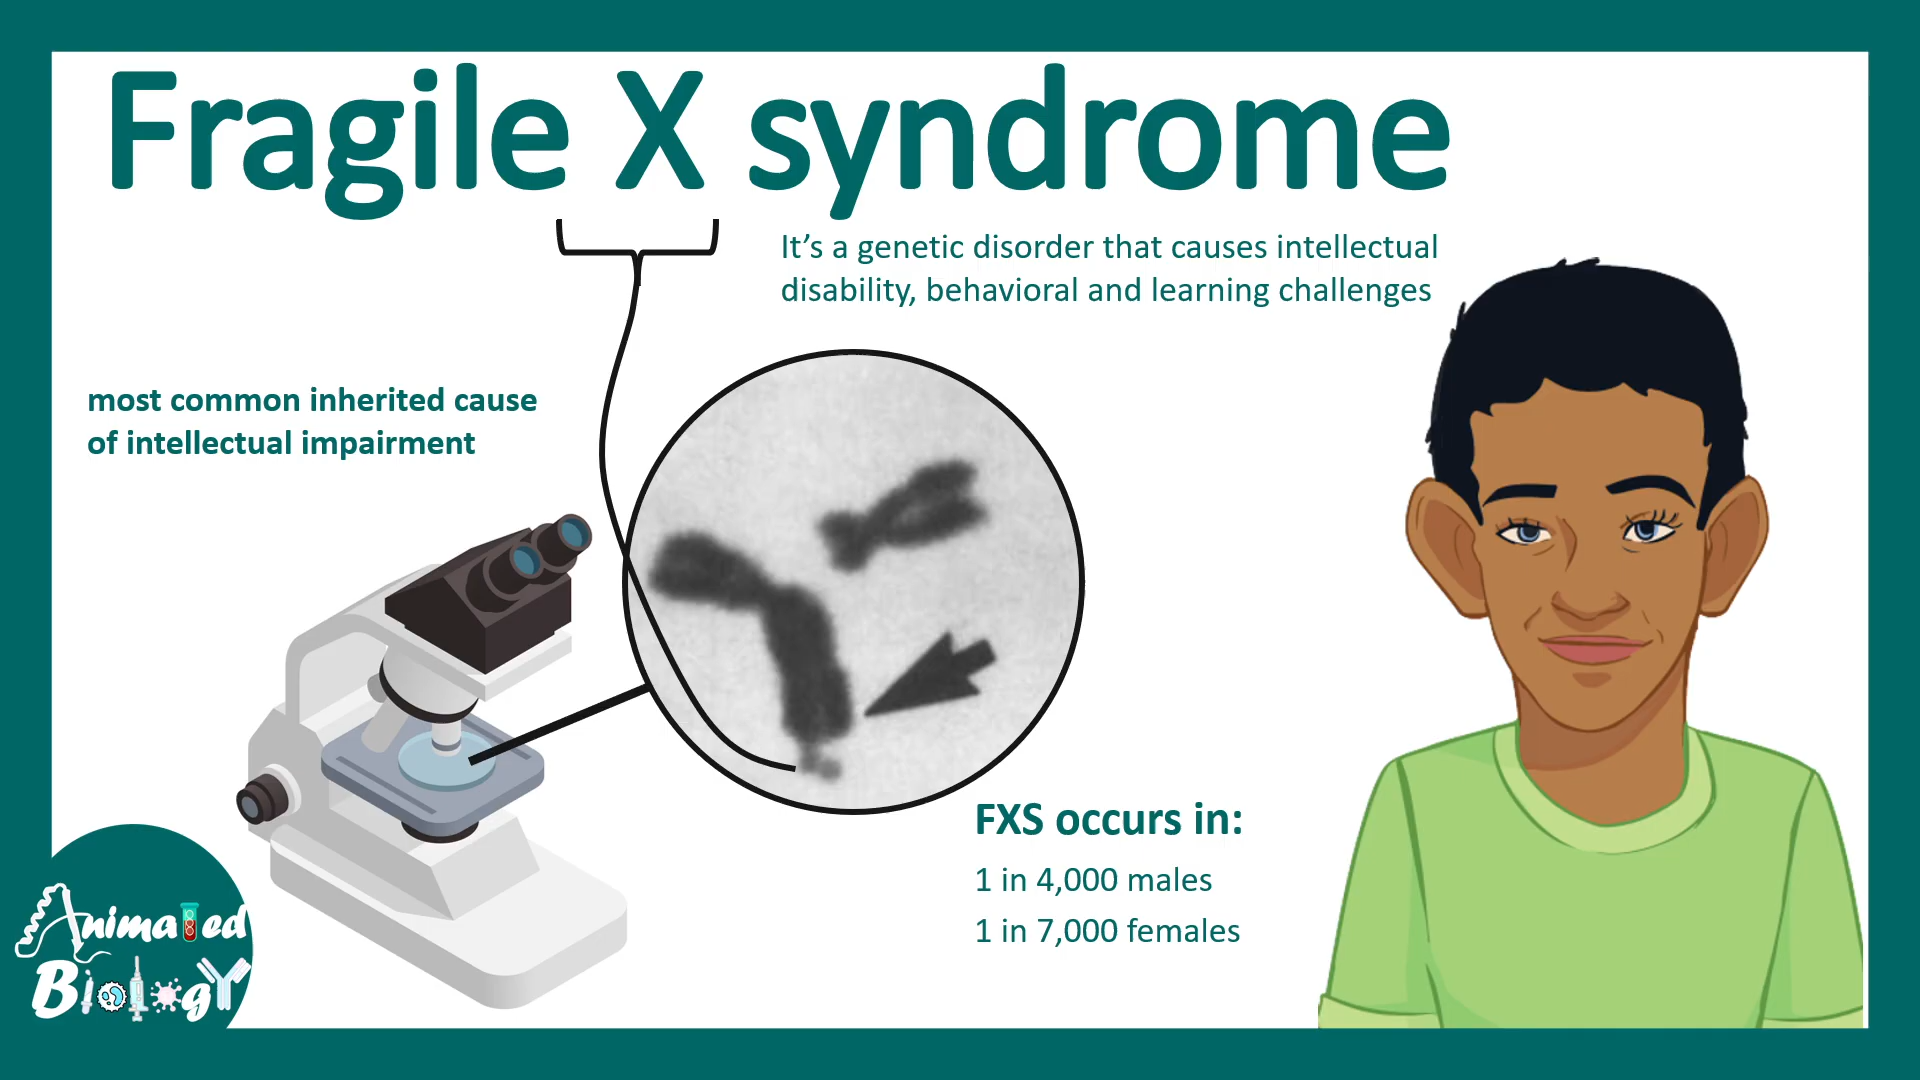 Fragile X syndrome
It’s a genetic disorder that causes intellectual
disability, behavioral and learning challenges
most common inherited cause
of intellectual impairment
FXS occurs in:
1 in 4,000 males
1 in 7,000 females
Animated
Biology